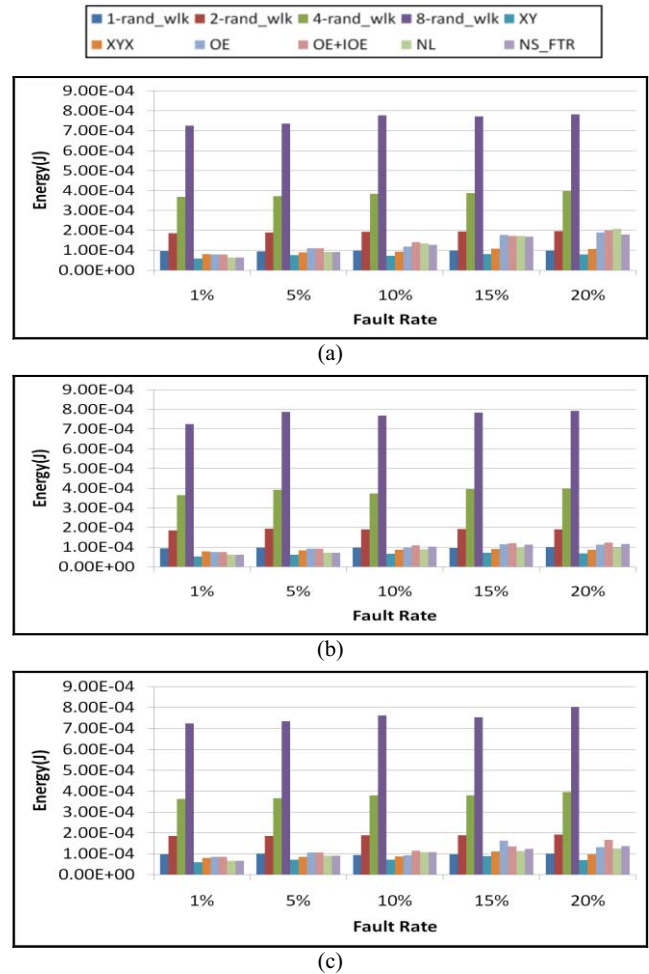 1-rand_wlk 2-rand_wlk 4-rand_wlk 8-rand_wlk XY
XYX OE OE+IOE NL NS_FTR
Energy(J)
9.00E-04
8.00E-04
7.00E-04
6.00E-04
5.00E-04
4.00E-04
3.00E-04
2.00E-04
1.00E-04
0.00E+00
1% 5% 10% 15% 20%
Fault Rate
(a)
Energy(J)
9.00E-04
8.00E-04
7.00E-04
6.00E-04
5.00E-04
4.00E-04
3.00E-04
2.00E-04
1.00E-04
0.00E+00
1% 5% 10% 15% 20%
Fault Rate
(b)
Energy(J)
9.00E-04
8.00E-04
7.00E-04
6.00E-04
5.00E-04
4.00E-04
3.00E-04
2.00E-04
1.00E-04
0.00E+00
1% 5% 10% 15% 20%
Fault Rate
(c)